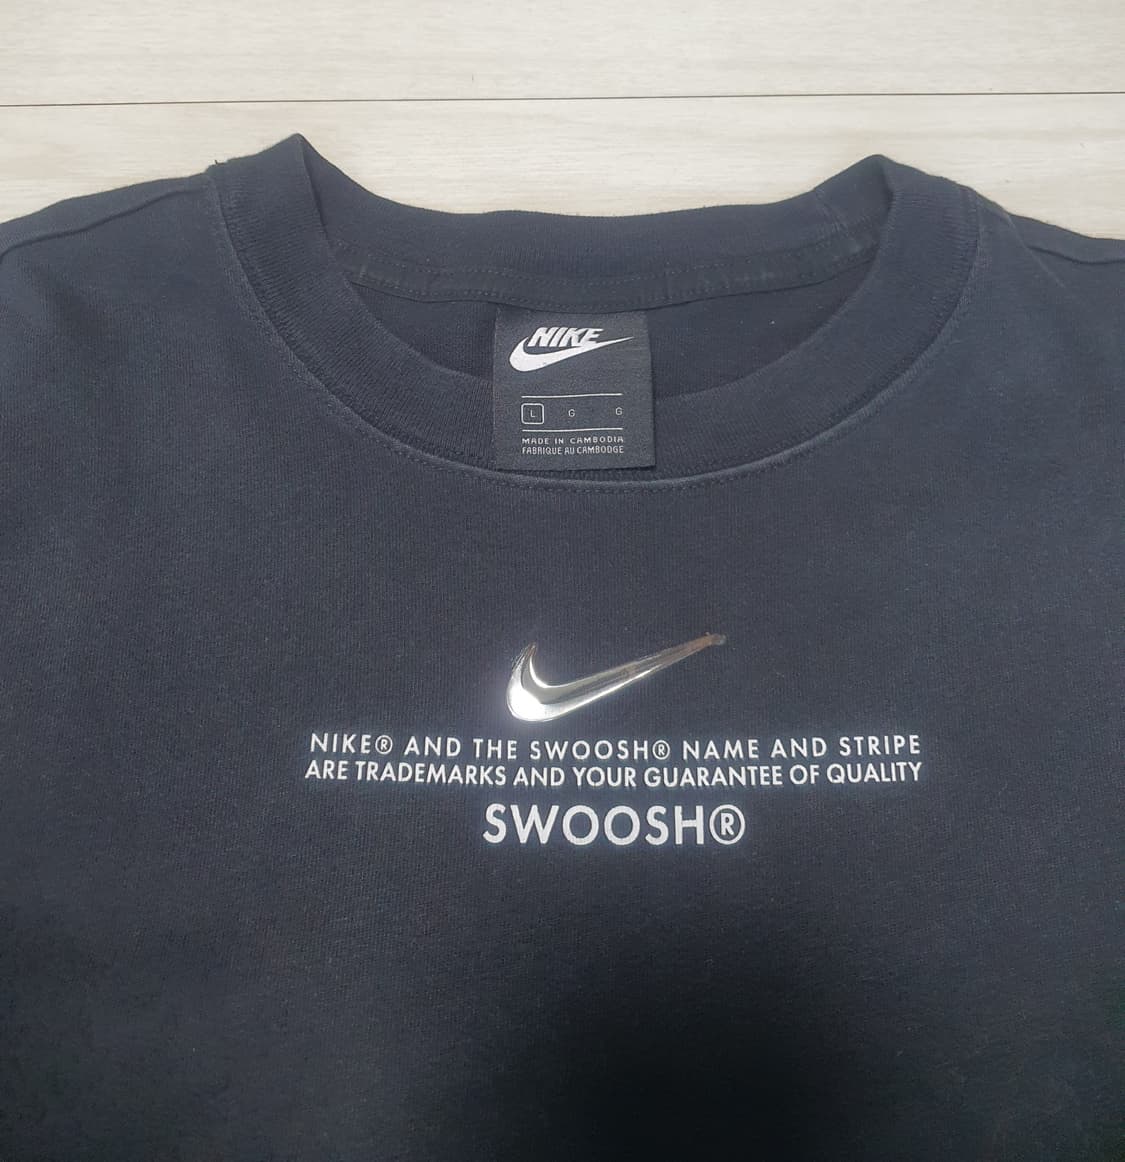 NIKE
L G G
MADE IN CAMBODIA
FABRIQUE AU CAMBODGE
NIKE® AND THE SWOOSH® NAME AND STRIPE
ARE TRADEMARKS AND YOUR GUARANTEE OF QUALITY
SWOOSH®